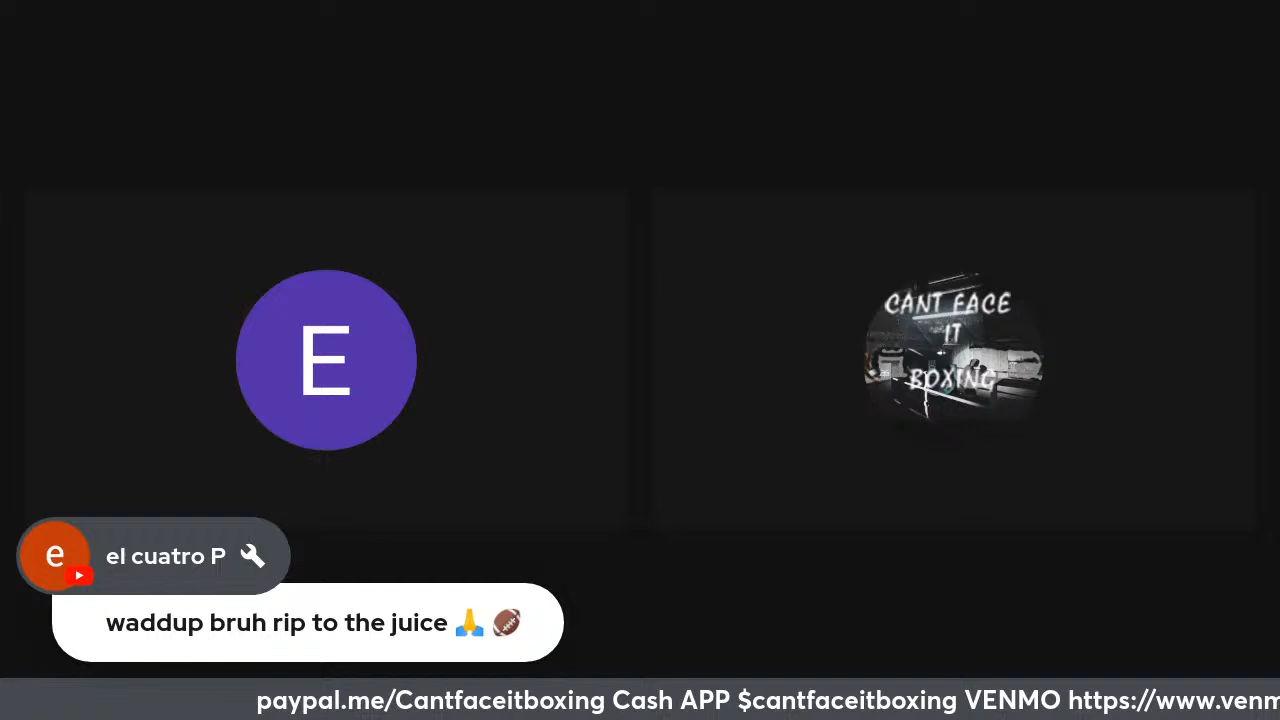 E
CANT FACE
IT
BOXING
e
el cuatro P
waddup bruh rip to the juice 🙏 🏈
paypal.me/Cantfaceitboxing Cash APP $cantfaceitboxing VENMO https://www.venm